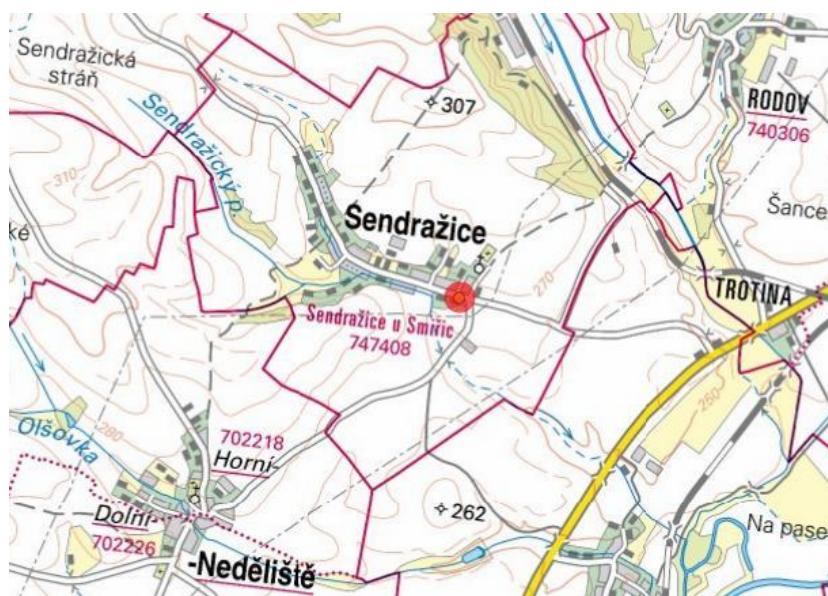 Sendražická
stráň
307
RODOV
740306
Sendražický p.
310
Šance
ké
Sendražice
270
TROTINA
Sendražice u Smiřic
747408
250
702218
Horní-
280
Olšovka
Dolní-
702226
262
Na pase
-Neděliště